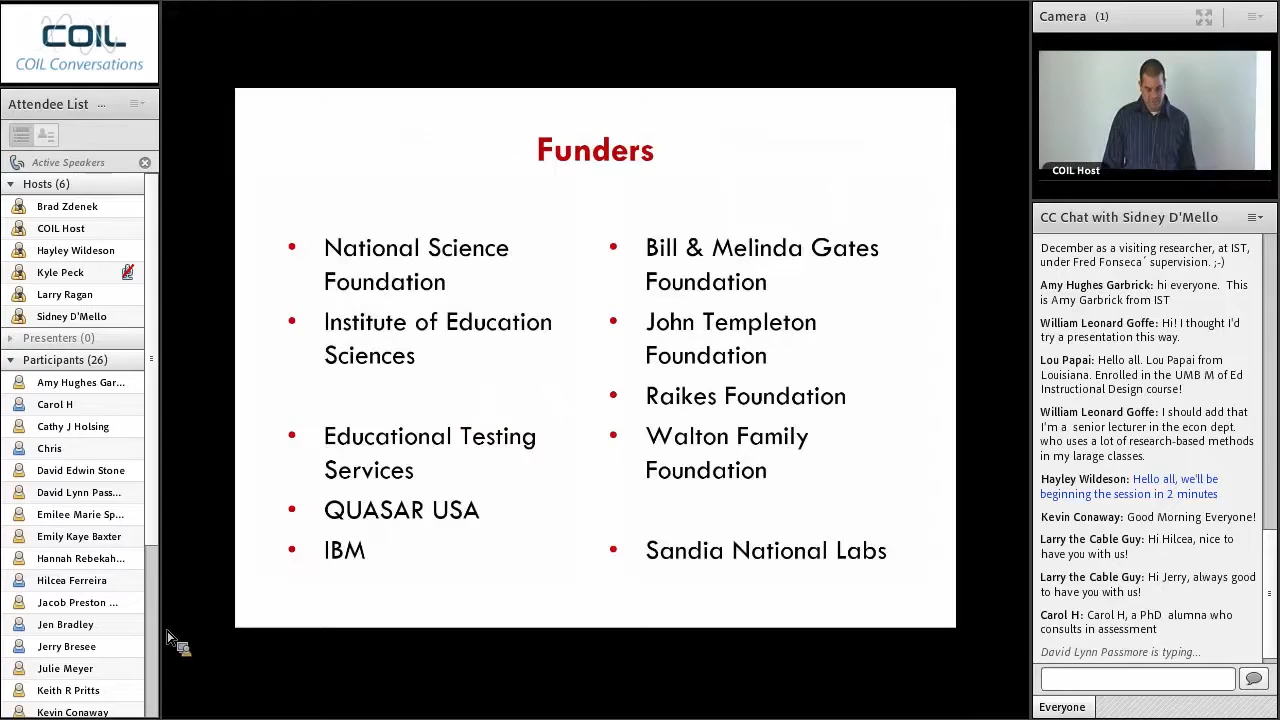 COIL
COIL Conversations
Attendee List ...
Active Speakers
Hosts (6)
Brad Zdenek
COIL Host
Hayley Wildeson
Kyle Peck
Larry Ragan
Sidney D'Mello
Presenters (0)
Participants (26)
Amy Hughes Gar...
Carol H
Cathy J Holsing
Chris
David Edwin Stone
David Lynn Pass...
Emilee Marie Sp...
Emily Kaye Baxter
Hannah Rebekah...
Hilcea Ferreira
Jacob Preston ...
Jen Bradley
Jerry Bresee
Julie Meyer
Keith R Pritts
Kevin Conaway
Funders
• National Science
Foundation
• Institute of Education
Sciences
• Educational Testing
Services
• QUASAR USA
• IBM
• Bill & Melinda Gates
Foundation
• John Templeton
Foundation
• Raikes Foundation
• Walton Family
Foundation
• Sandia National Labs
Camera (1)
COIL Host
CC Chat with Sidney D'Mello
December as a visiting researcher, at IST,
under Fred Fonseca´ supervision. ;-)
Amy Hughes Garbrick: hi everyone. This
is Amy Garbrick from IST
William Leonard Goffe: Hi! I thought I'd
try a presentation this way.
Lou Papai: Hello all. Lou Papai from
Louisiana. Enrolled in the UMB M of Ed
Instructional Design course!
William Leonard Goffe: I should add that
I'm a senior lecturer in the econ dept.
who uses a lot of research-based methods
in my larage classes.
Hayley Wildeson: Hello all, we'll be
beginning the session in 2 minutes
Kevin Conaway: Good Morning Everyone!
Larry the Cable Guy: Hi Hilcea, nice to
have you with us!
Larry the Cable Guy: Hi Jerry, always good
to have you with us!
Carol H: Carol H, a PhD alumna who
consults in assessment
David Lynn Passmore is typing...
Everyone